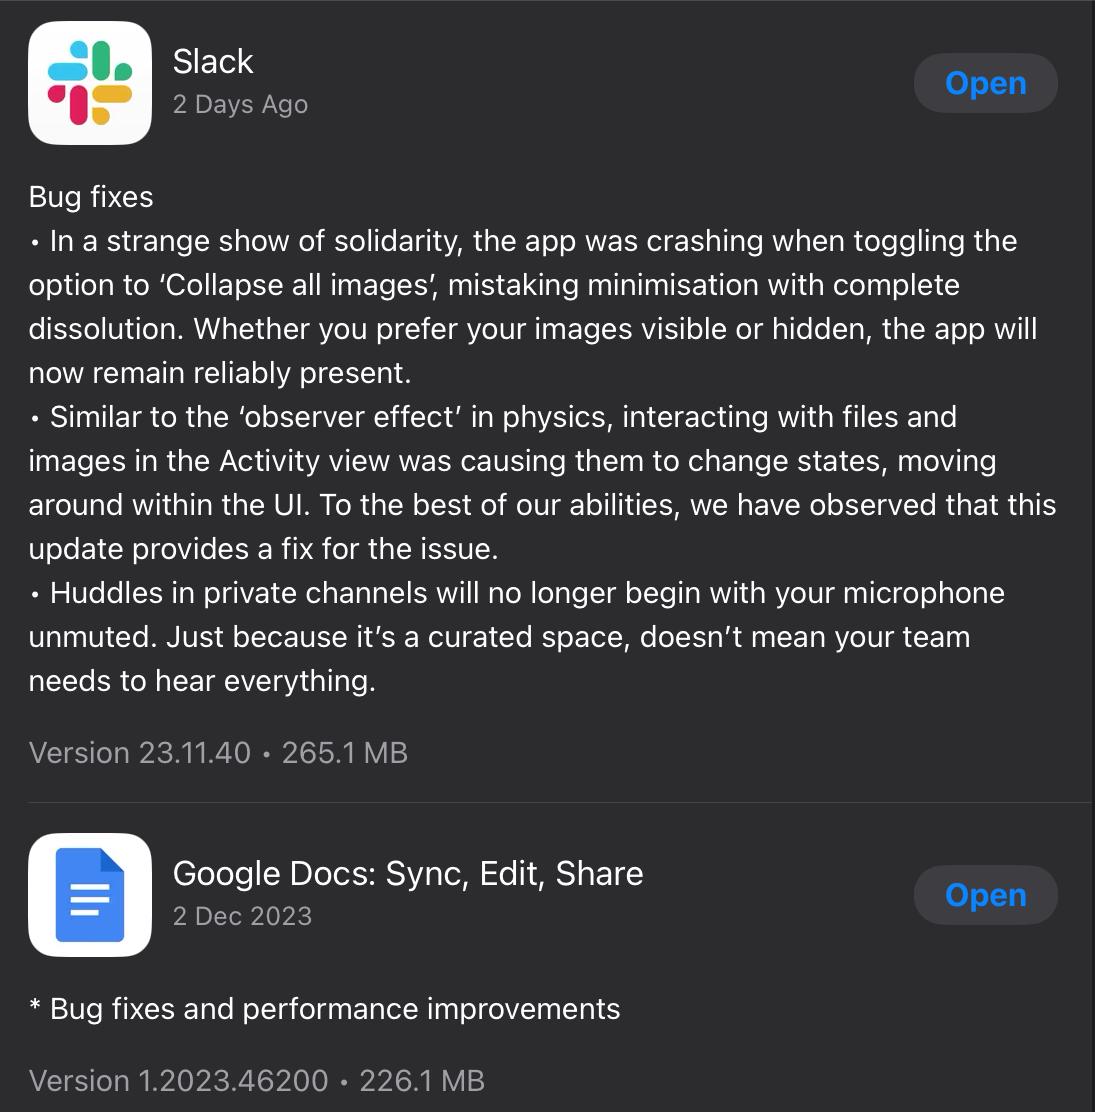 Slack
2 Days Ago
Open
Bug fixes
• In a strange show of solidarity, the app was crashing when toggling the
option to ‘Collapse all images’, mistaking minimisation with complete
dissolution. Whether you prefer your images visible or hidden, the app will
now remain reliably present.
• Similar to the ‘observer effect’ in physics, interacting with files and
images in the Activity view was causing them to change states, moving
around within the UI. To the best of our abilities, we have observed that this
update provides a fix for the issue.
• Huddles in private channels will no longer begin with your microphone
unmuted. Just because it’s a curated space, doesn’t mean your team
needs to hear everything.
Version 23.11.40 • 265.1 MB
Google Docs: Sync, Edit, Share
2 Dec 2023
Open
* Bug fixes and performance improvements
Version 1.2023.46200 • 226.1 MB